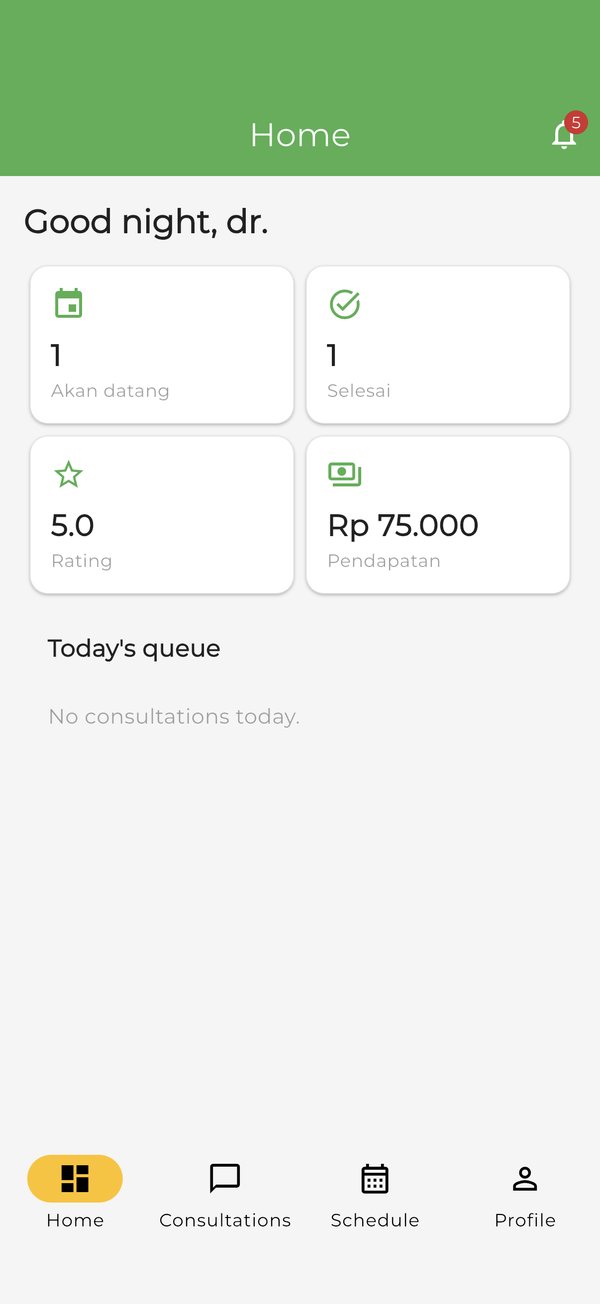 Home
5
Good night, dr.
1
Akan datang
1
Selesai
5.0
Rating
Rp 75.000
Pendapatan
Today's queue
No consultations today.
Home
Consultations
Schedule
Profile